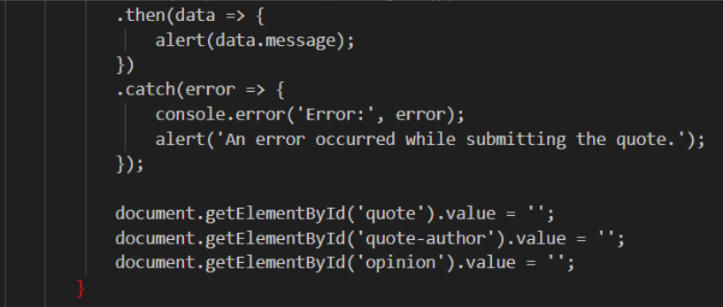 .then(data => {
alert(data.message);
})
.catch(error => {
console.error('Error:', error);
alert('An error occurred while submitting the quote.');
});
document.getElementById('quote').value = '';
document.getElementById('quote-author').value = '';
document.getElementById('opinion').value = '';
}